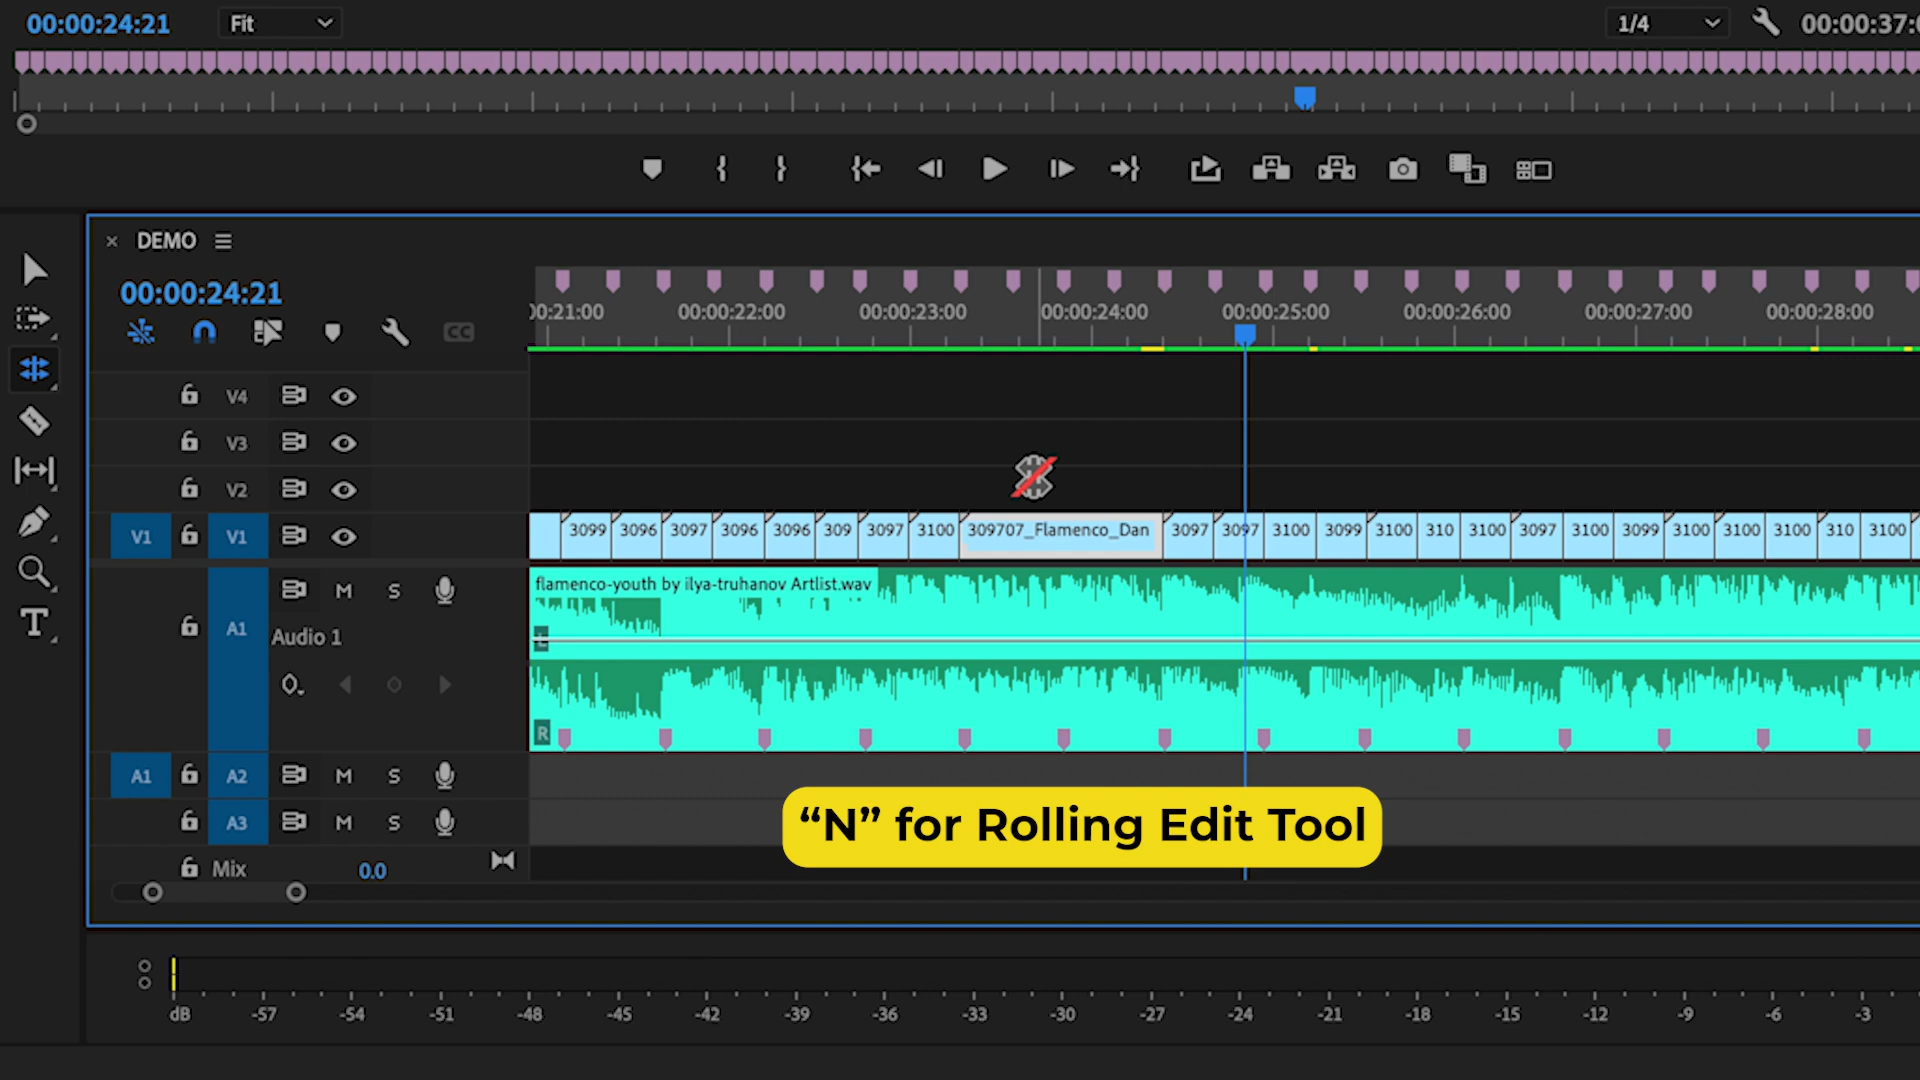 00:00:24:21 Fit 1/4 00:00:37:0
DEMO
00:00:24:21
00:21:00 00:00:22:00 00:00:23:00 00:00:24:00 00:00:25:00 00:00:26:00 00:00:27:00 00:00:28:00
CC
V4
V3
V2
V1 V1 3099 3096 3097 3096 3096 309 3097 3100 309707_Flamenco_Dan 3097 3097 3100 3099 3100 310 3100 3097 3100 3099 3100 3100 3100 310 3100
M S flamenco-youth by ilya-truhanov Artlist.wav
A1 Audio 1
L
R
A1 A2 M S
A3 M S
“N” for Rolling Edit Tool
Mix 0.0
T
dB -57 -54 -51 -48 -45 -42 -39 -36 -33 -30 -27 -24 -21 -18 -15 -12 -9 -6 -3